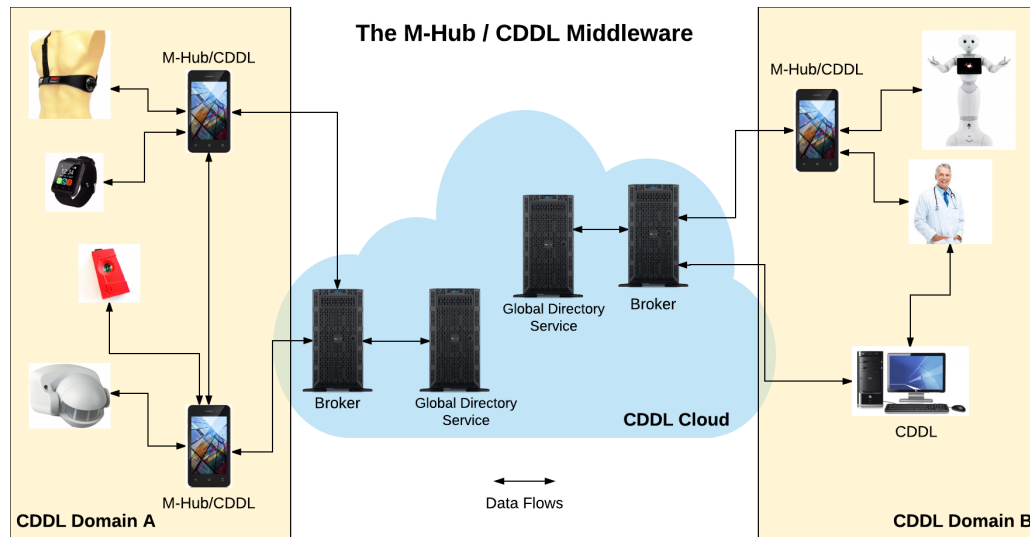 The M-Hub / CDDL Middleware
M-Hub/CDDL
M-Hub/CDDL
Global Directory
Service
Broker
Broker
Global Directory
Service
CDDL Cloud
CDDL
M-Hub/CDDL
Data Flows
CDDL Domain A
CDDL Domain B